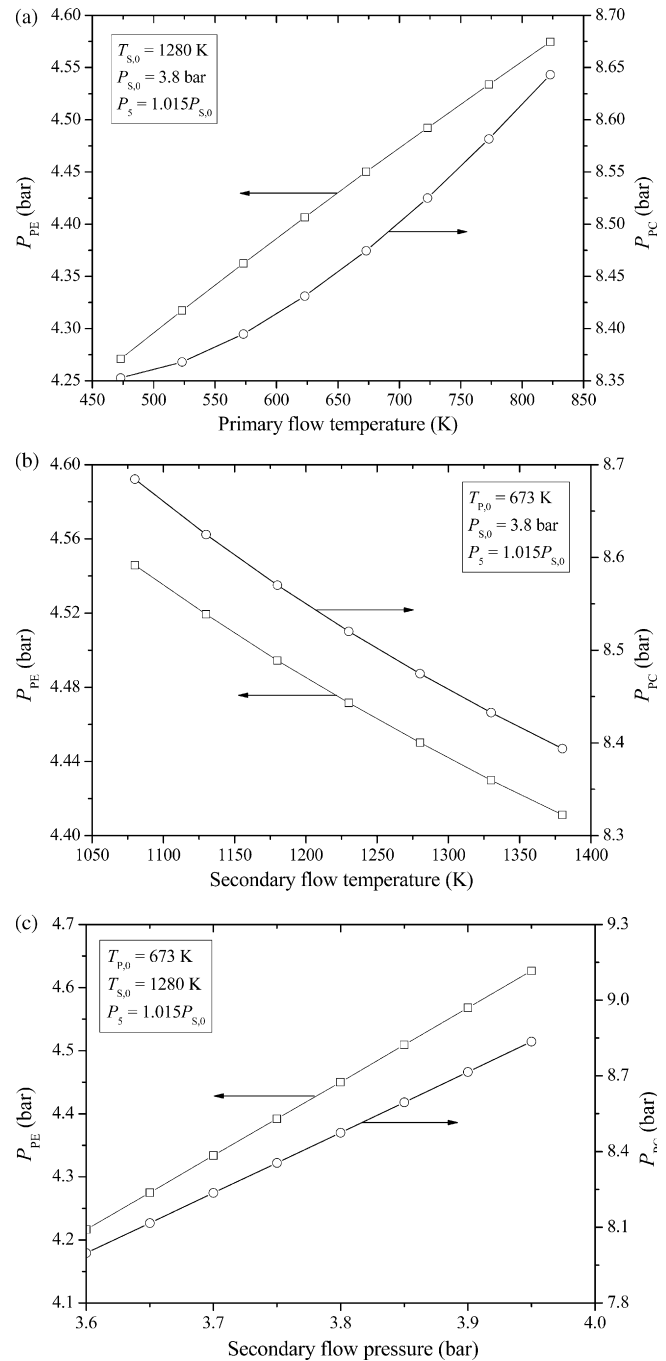 (a)
4.60
4.55
4.50
4.45
4.40
4.35
4.30
4.25
P_PE (bar)
T_S,0 = 1280 K
P_S,0 = 3.8 bar
P_5 = 1.015P_S,0
8.70
8.65
8.60
8.55
8.50
8.45
8.40
8.35
P_PC (bar)
450 500 550 600 650 700 750 800 850
Primary flow temperature (K)
(b)
4.60
4.56
4.52
4.48
4.44
4.40
P_PE (bar)
T_P,0 = 673 K
P_S,0 = 3.8 bar
P_5 = 1.015P_S,0
8.7
8.6
8.5
8.4
8.3
P_PC (bar)
1050 1100 1150 1200 1250 1300 1350 1400
Secondary flow temperature (K)
(c)
4.7
4.6
4.5
4.4
4.3
4.2
4.1
P_PE (bar)
T_P,0 = 673 K
T_S,0 = 1280 K
P_5 = 1.015P_S,0
9.3
9.0
8.7
8.4
8.1
7.8
P_PC (bar)
3.6 3.7 3.8 3.9 4.0
Secondary flow pressure (bar)